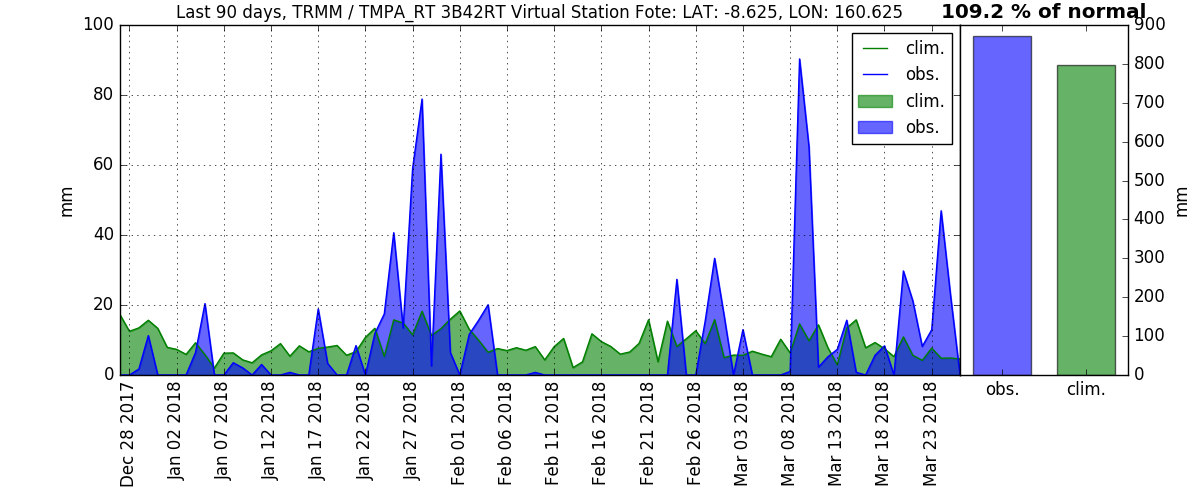 Last 90 days, TRMM / TMPA_RT 3B42RT Virtual Station Fote: LAT: -8.625, LON: 160.625
109.2 % of normal
100
80
60
40
20
0
mm
clim.
obs.
clim.
obs.
900
800
700
600
500
400
300
200
100
0
mm
obs.
clim.
Dec 28 2017
Jan 02 2018
Jan 07 2018
Jan 12 2018
Jan 17 2018
Jan 22 2018
Jan 27 2018
Feb 01 2018
Feb 06 2018
Feb 11 2018
Feb 16 2018
Feb 21 2018
Feb 26 2018
Mar 03 2018
Mar 08 2018
Mar 13 2018
Mar 18 2018
Mar 23 2018